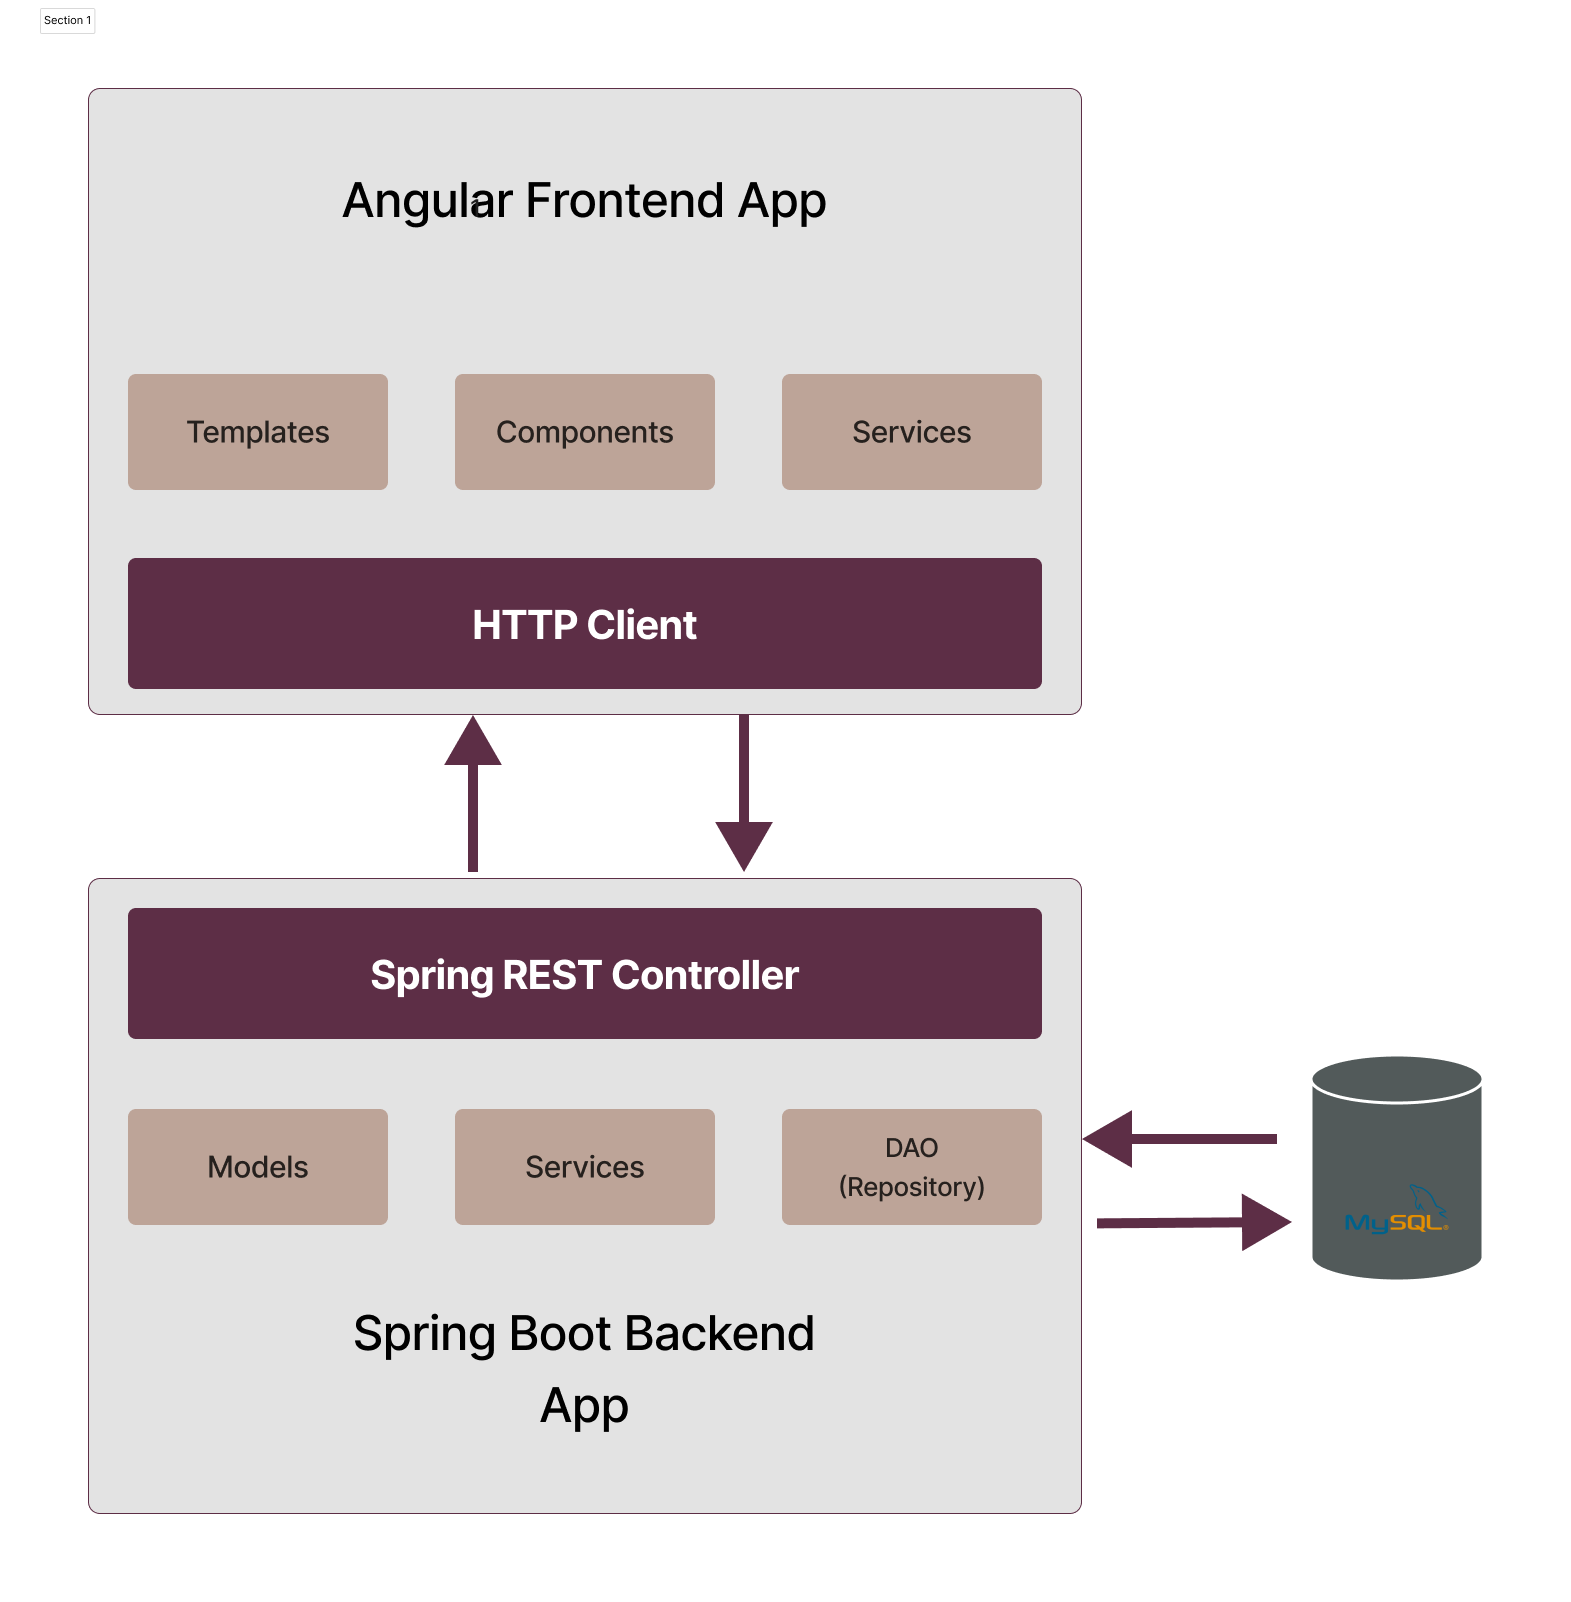 Section 1
Angular Frontend App
Templates
Components
Services
HTTP Client
Spring REST Controller
Models
Services
DAO
(Repository)
MySQL®
Spring Boot Backend
App